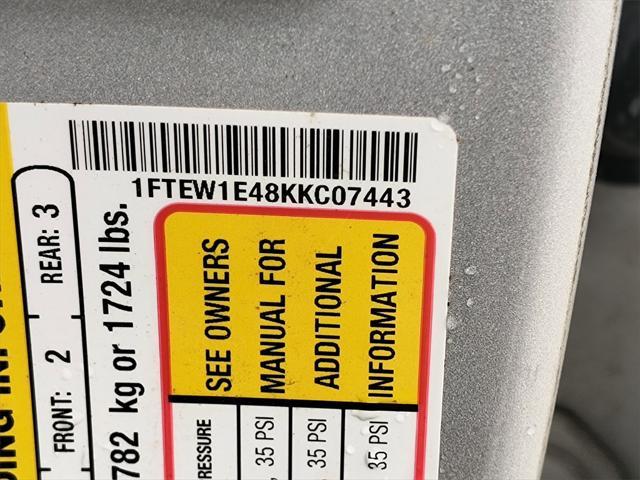 1FTEW1E48KKC07443
REAR: 3
FRONT: 2
782 kg or 1724 lbs.
SEE OWNERS
MANUAL FOR
ADDITIONAL
INFORMATION
35 PSI
35 PSI
35 PSI